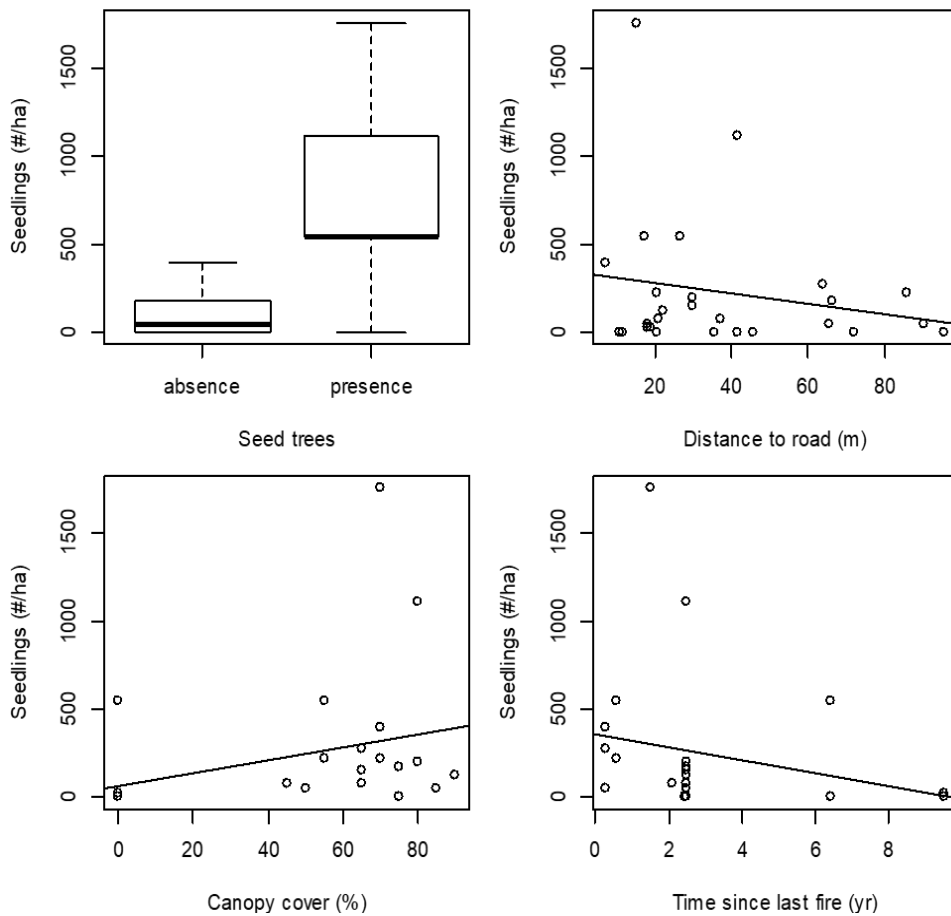 Seedlings (#/ha)
1500
1000
500
0
absence presence
Seed trees
Seedlings (#/ha)
1500
1000
500
0
20 40 60 80
Distance to road (m)
Seedlings (#/ha)
1500
1000
500
0
0 20 40 60 80
Canopy cover (%)
Seedlings (#/ha)
1500
1000
500
0
0 2 4 6 8
Time since last fire (yr)